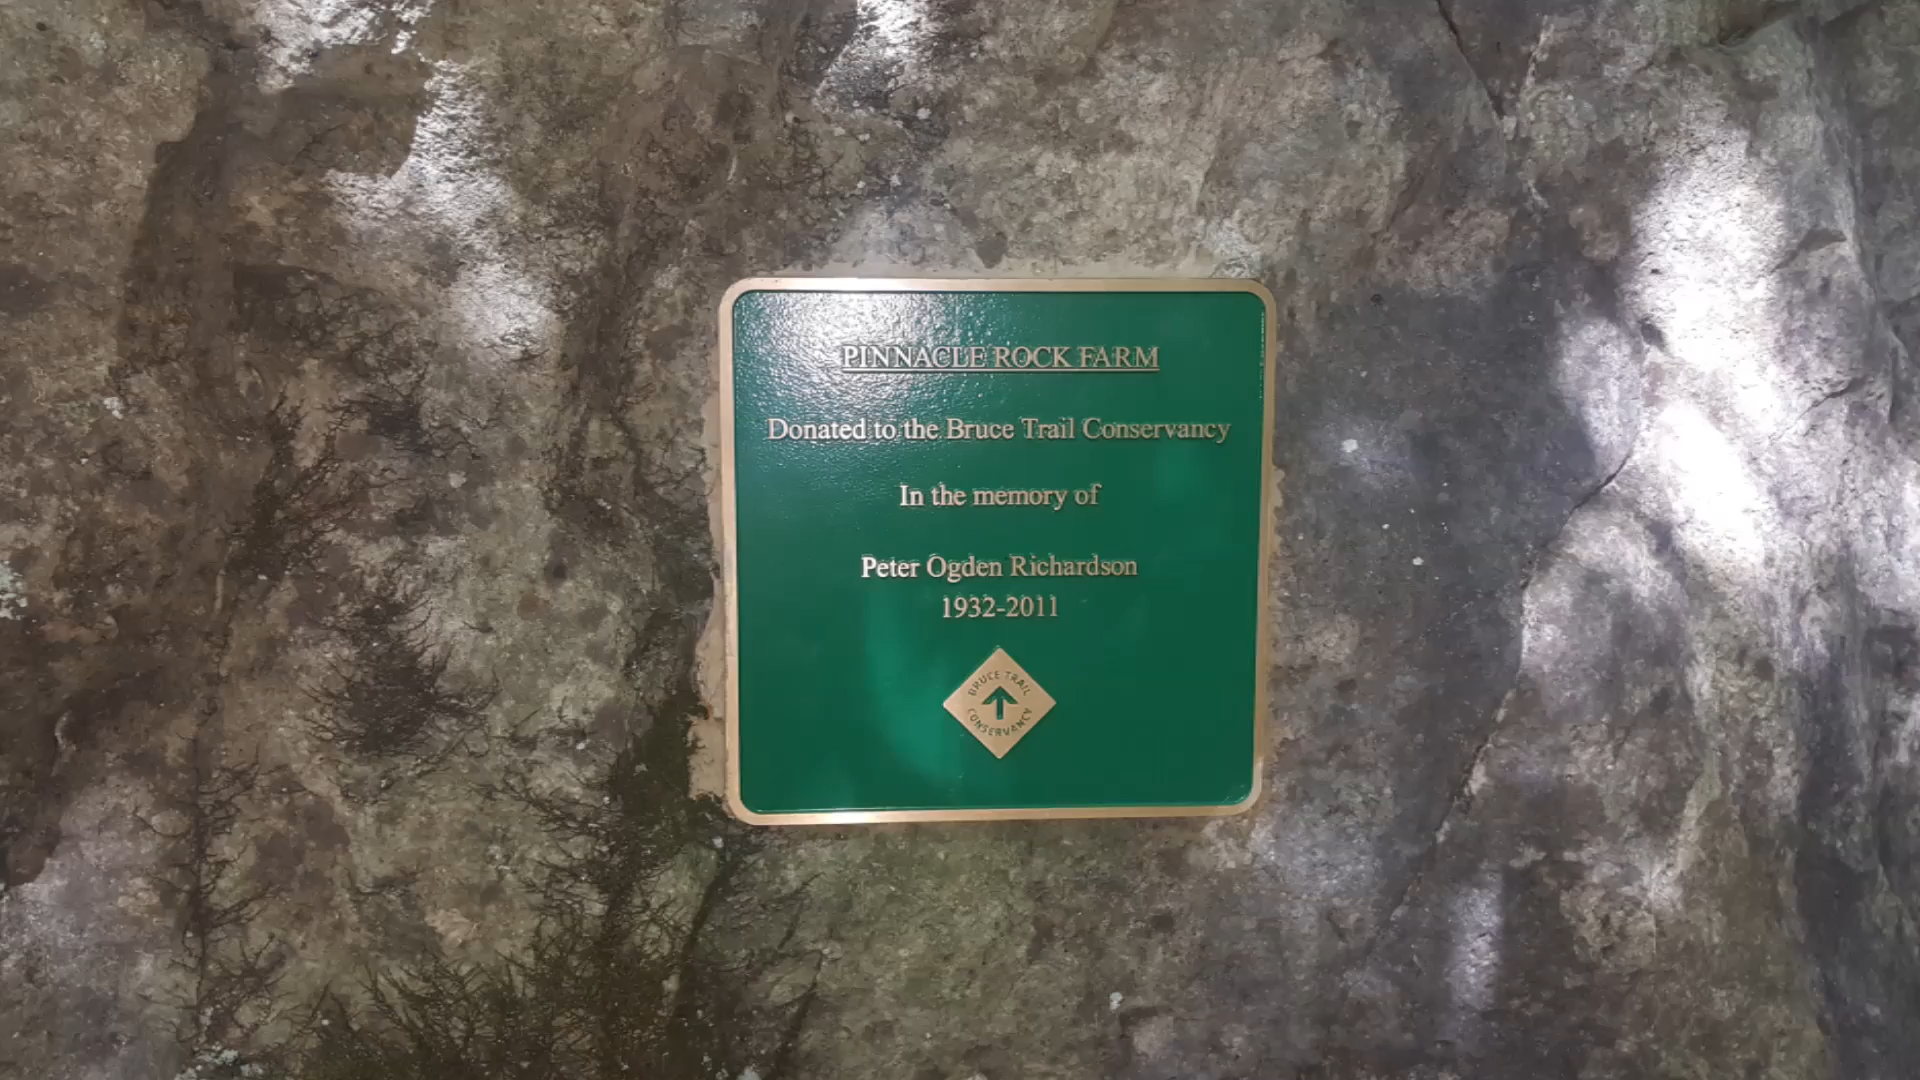 PINNACLE ROCK FARM
Donated to the Bruce Trail Conservancy
In the memory of
Peter Ogden Richardson
1932-2011
BRUCE TRAIL
CONSERVANCY